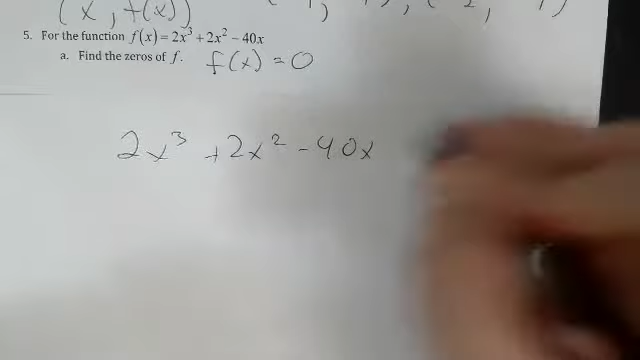 (x, f(x))
5. For the function f(x) = 2x³ + 2x² − 40x
a. Find the zeros of f. f(x) = 0
2x³ + 2x² − 40x